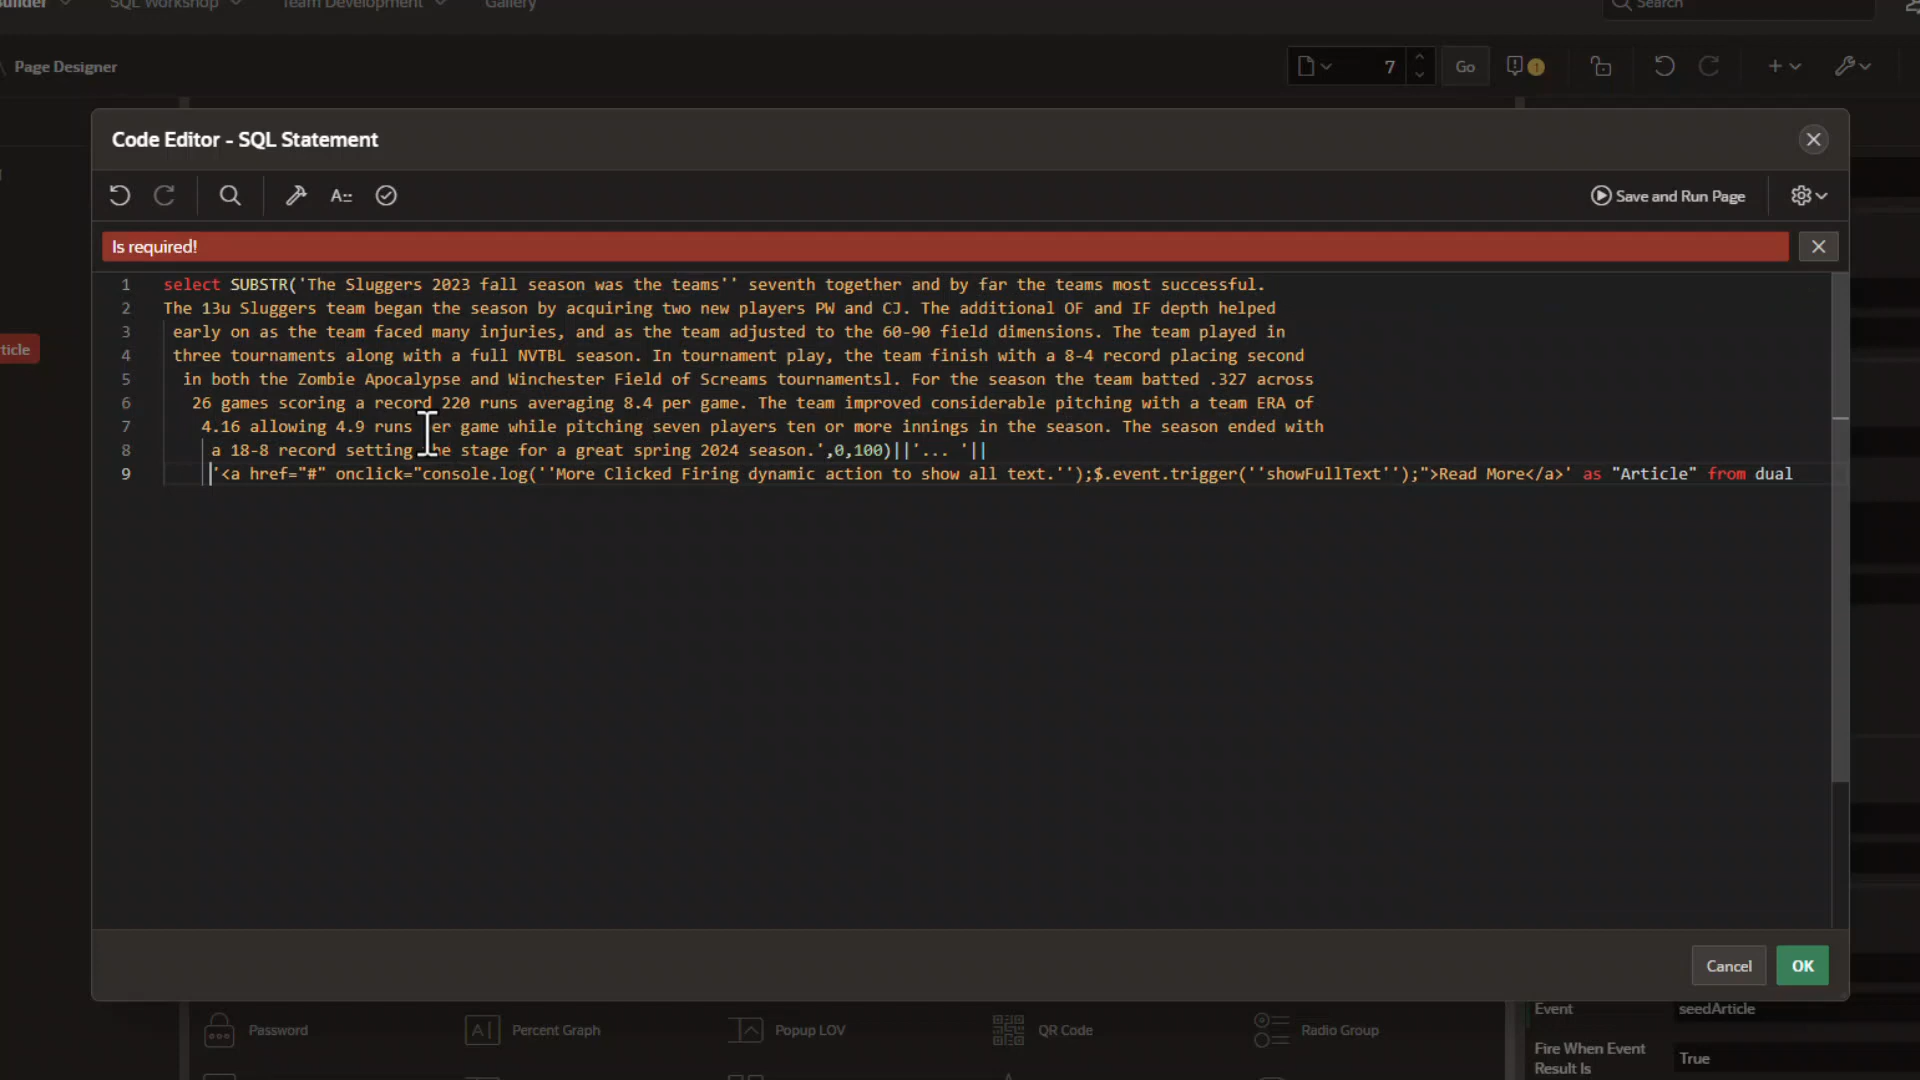 SQL Workshop
Team Development
Gallery
Search
\ Page Designer
7
Go
Code Editor - SQL Statement
Save and Run Page
Is required!
1 select SUBSTR('The Sluggers 2023 fall season was the teams'' seventh together and by far the teams most successful.
2 The 13u Sluggers team began the season by acquiring two new players PW and CJ. The additional OF and IF depth helped
3 early on as the team faced many injuries, and as the team adjusted to the 60-90 field dimensions. The team played in
4 three tournaments along with a full NVTBL season. In tournament play, the team finish with a 8-4 record placing second
5 in both the Zombie Apocalypse and Winchester Field of Screams tournamentsl. For the season the team batted .327 across
6 26 games scoring a record 220 runs averaging 8.4 per game. The team improved considerable pitching with a team ERA of
7 4.16 allowing 4.9 runs per game while pitching seven players ten or more innings in the season. The season ended with
8 a 18-8 record setting the stage for a great spring 2024 season.',0,100)||'... '||
9 '<a href="#" onclick="console.log(''More Clicked Firing dynamic action to show all text.'');$.event.trigger(''showFullText'');">Read More</a>' as "Article" from dual
Cancel
OK
Password
Percent Graph
Popup LOV
QR Code
Radio Group
Event
seedArticle
Fire When Event
Result Is
True